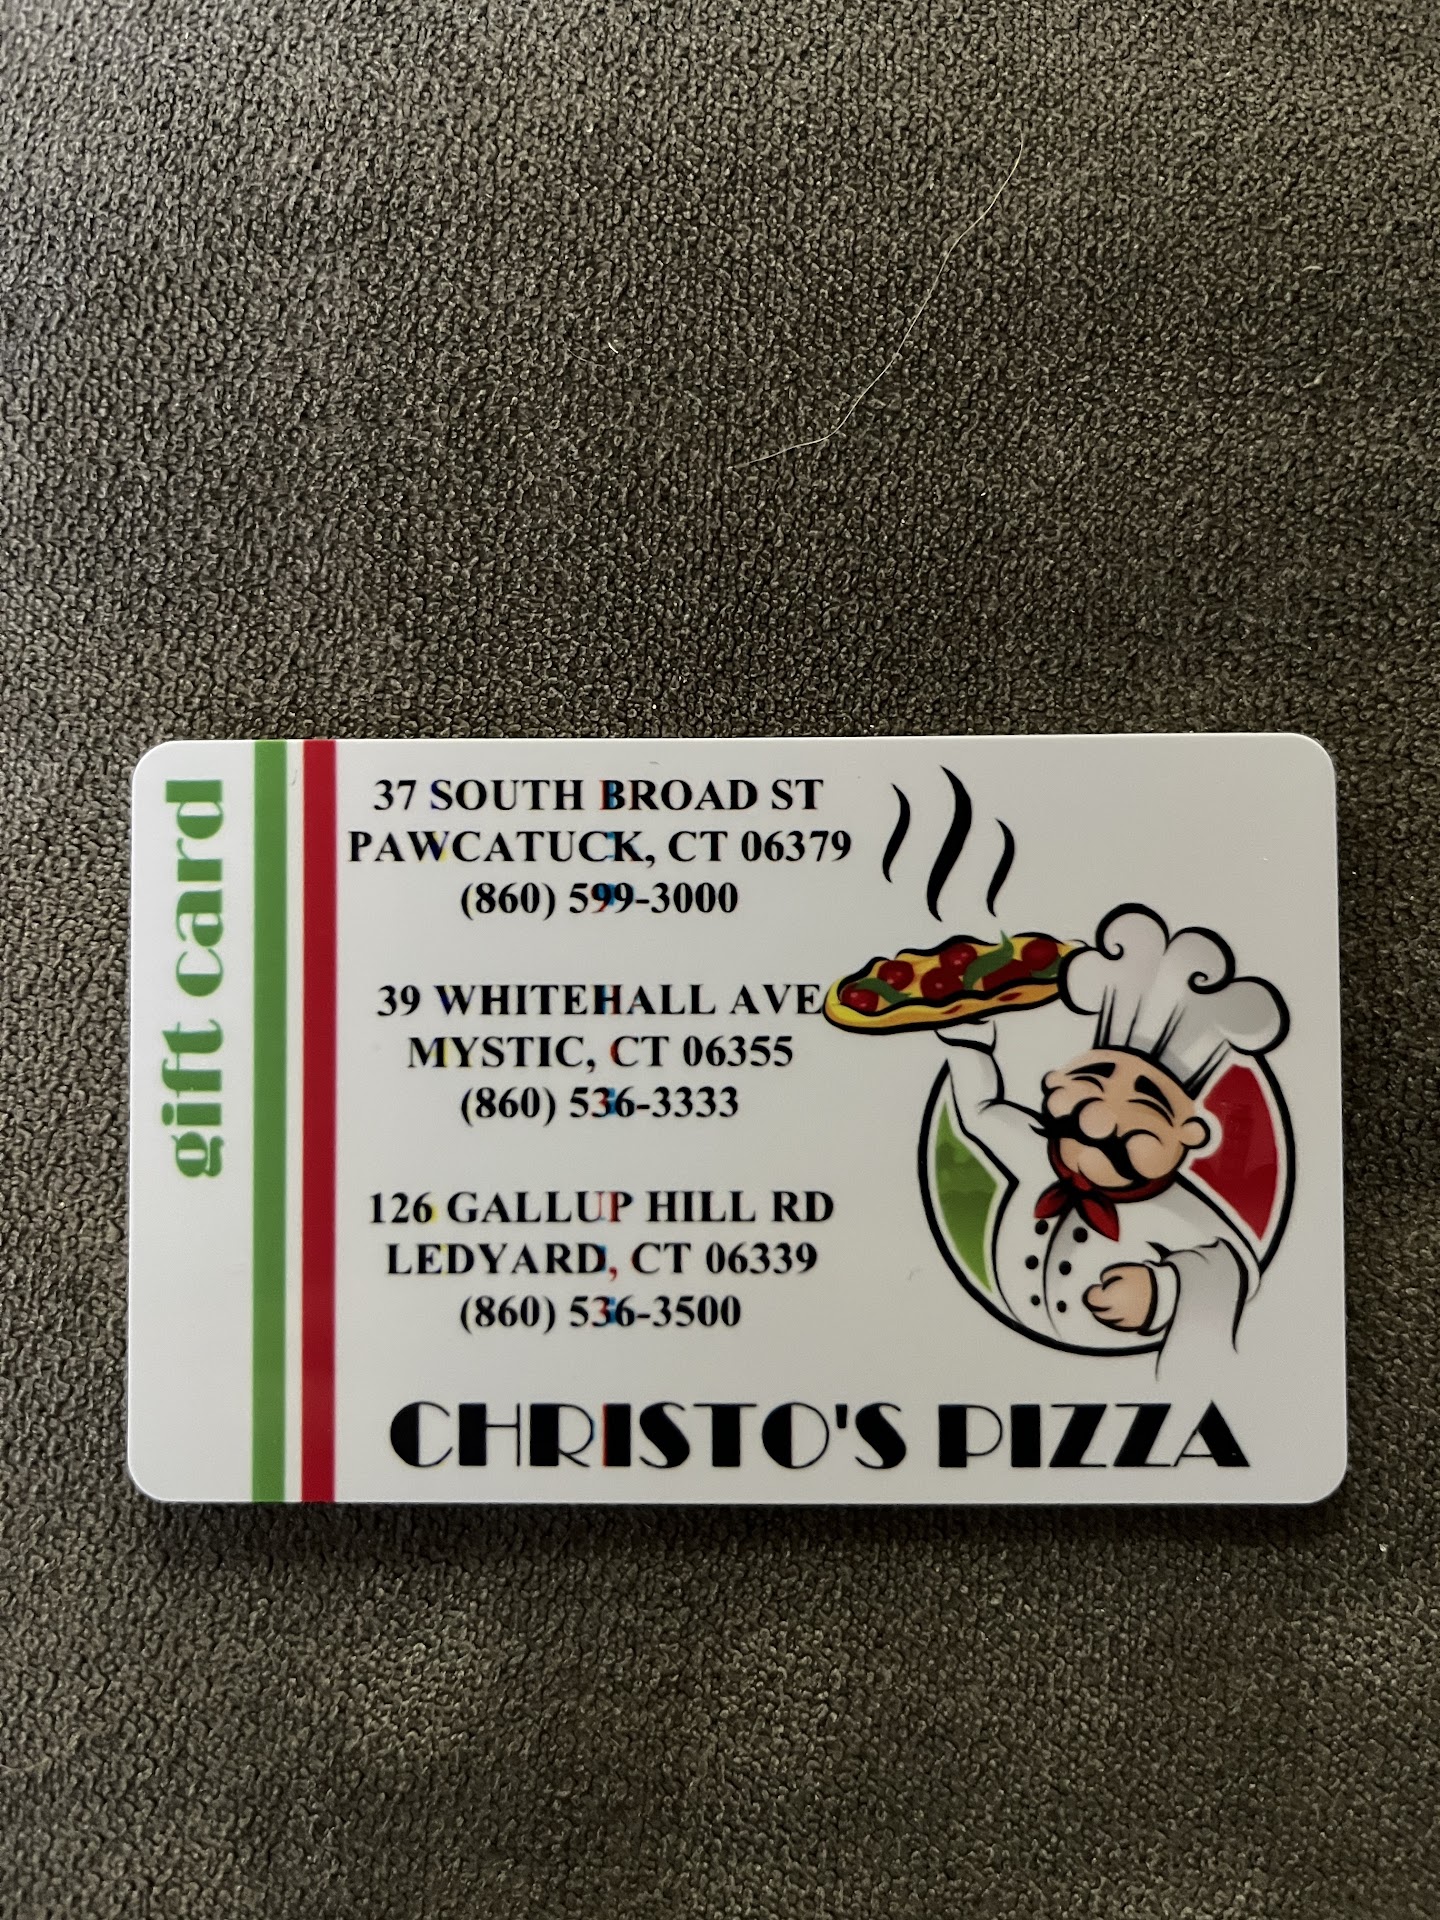 gift card
37 SOUTH BROAD ST
PAWCATUCK, CT 06379
(860) 599-3000
39 WHITEHALL AVE
MYSTIC, CT 06355
(860) 536-3333
126 GALLUP HILL RD
LEDYARD, CT 06339
(860) 536-3500
CHRISTO'S PIZZA